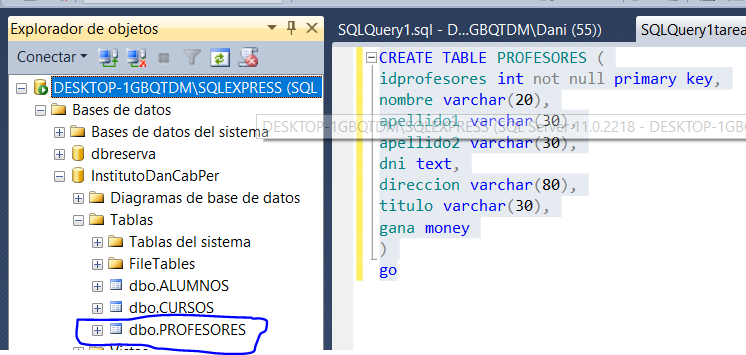 Explorador de objetos
Conectar
DESKTOP-1GBQTDM\SQLEXPRESS (SQL
Bases de datos
Bases de datos del sistema
dbreserva
InstitutoDanCabPer
Diagramas de base de datos
Tablas
Tablas del sistema
FileTables
dbo.ALUMNOS
dbo.CURSOS
dbo.PROFESORES
Vistas
SQLQuery1.sql - D...GBQTDM\Dani (55))
SQLQuery1tarea
CREATE TABLE PROFESORES (
idprofesores int not null primary key,
nombre varchar(20),
apellido1 varchar(30),
DESKTOP-1GBQTDM\SQLEXPRESS (SQL Server 11.0.2218 - DESKTOP-1GB
apellido2 varchar(30),
dni text,
direccion varchar(80),
titulo varchar(30),
gana money
)
go